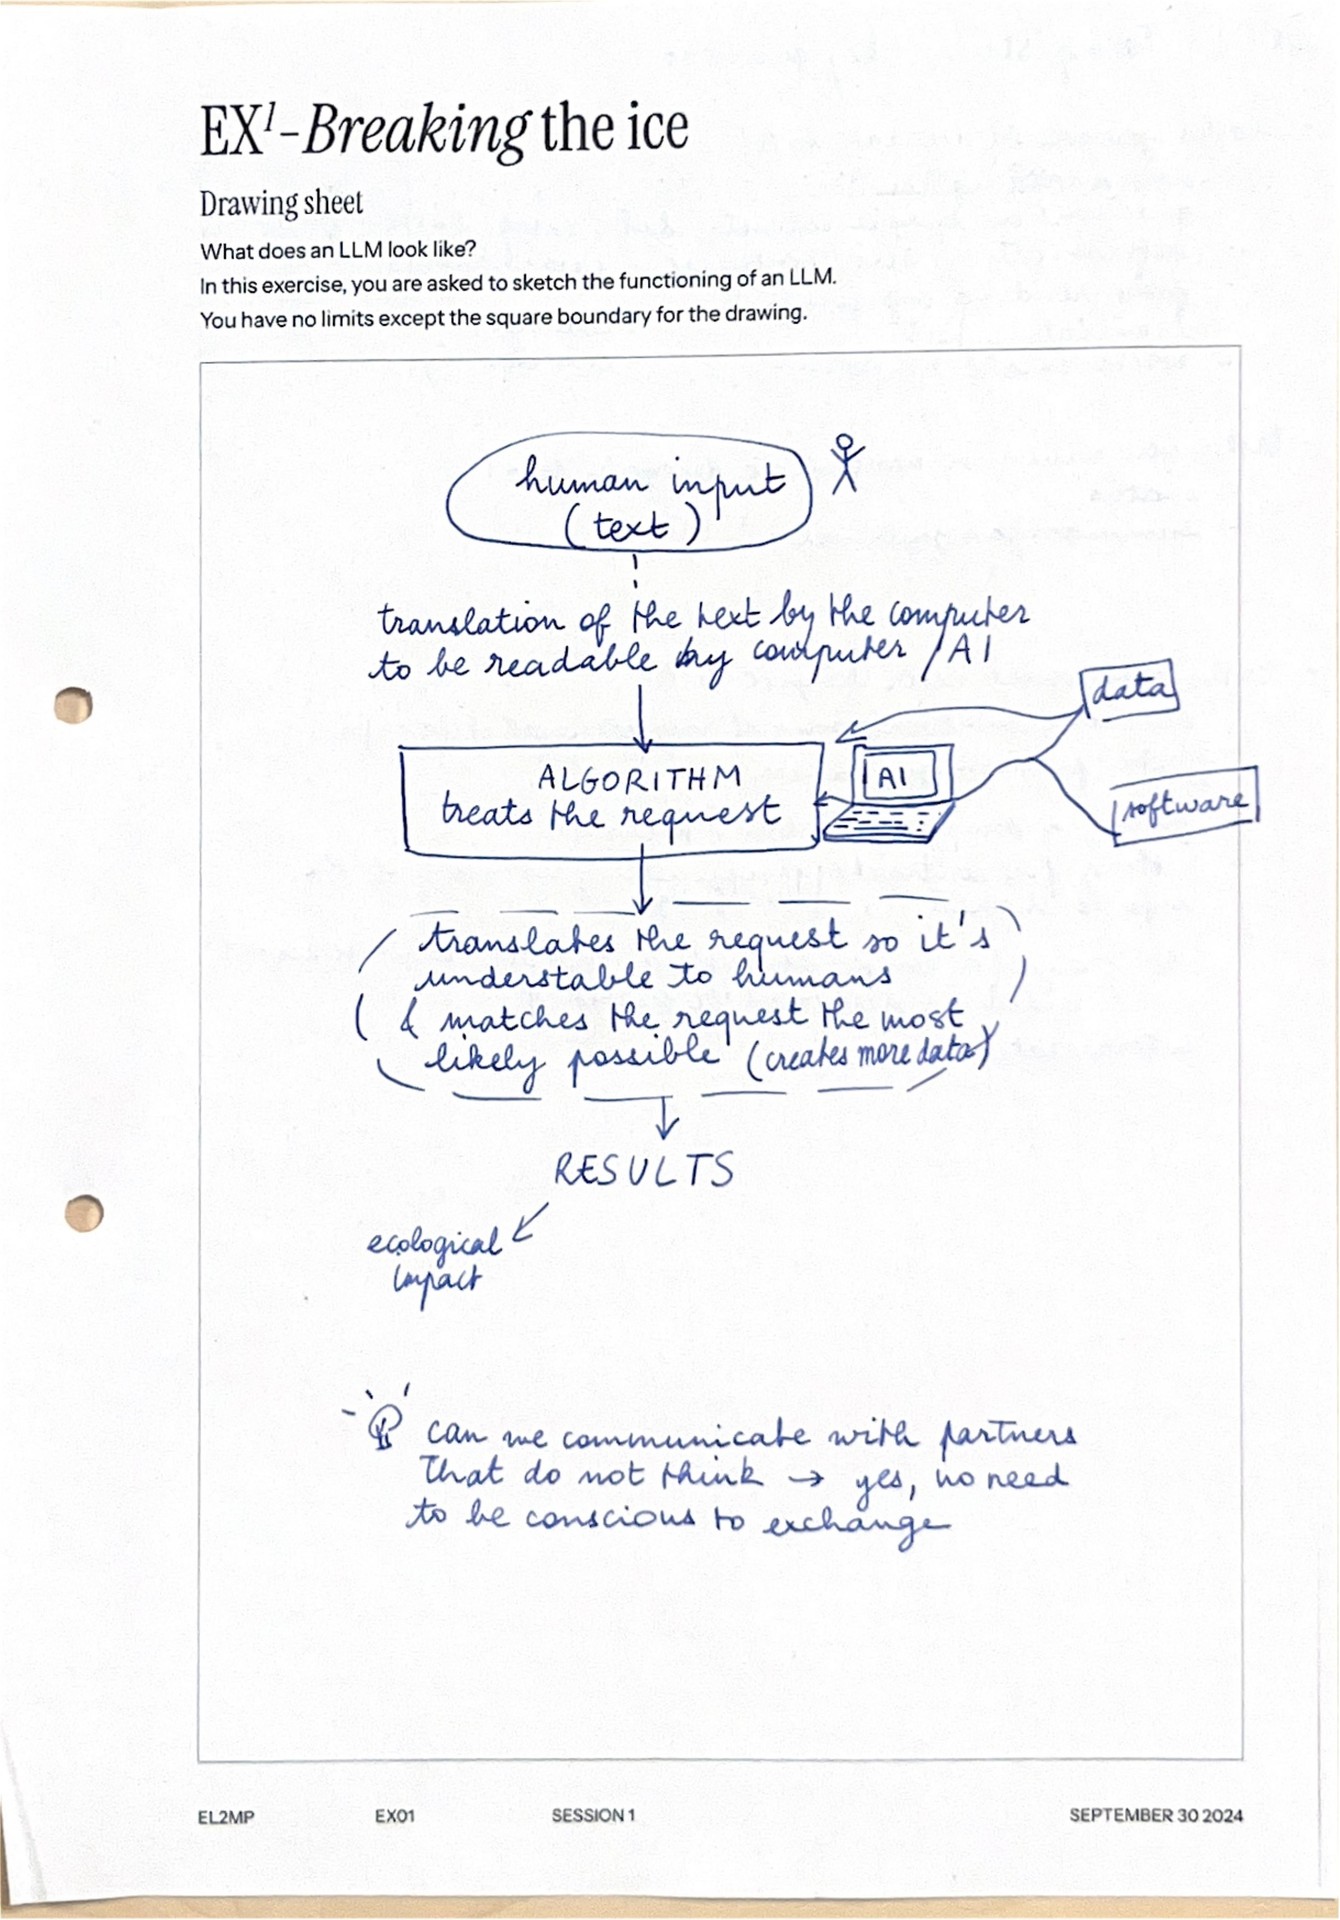 EX¹-Breaking the ice
Drawing sheet
What does an LLM look like?
In this exercise, you are asked to sketch the functioning of an LLM.
You have no limits except the square boundary for the drawing.
human input
(text)
translation of the text by the computer
to be readable by computer / AI
data
ALGORITHM
treats the request
AI
software
translates the request so it's
understable to humans
& matches the request the most
likely possible (creates more data)
RESULTS
ecological
impact
can we communicate with partners
that do not think → yes, no need
to be conscious to exchange
EL2MP EX01 SESSION 1 SEPTEMBER 30 2024